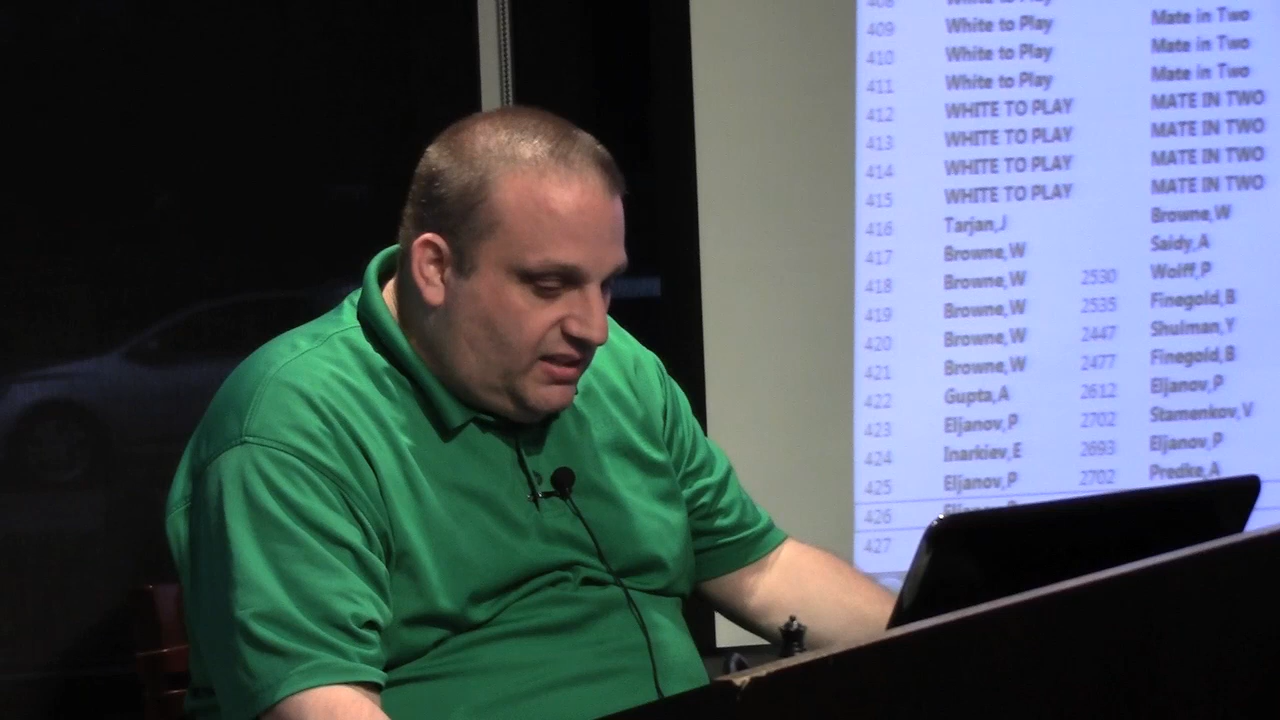 408 White to Play
409 White to Play Mate in Two
410 White to Play Mate in Two
411 White to Play Mate in Two
412 WHITE TO PLAY MATE IN TWO
413 WHITE TO PLAY MATE IN TWO
414 WHITE TO PLAY MATE IN TWO
415 WHITE TO PLAY MATE IN TWO
416 Tarjan,J Browne,W
417 Browne,W Saidy,A
418 Browne,W 2530 Wolff,P
419 Browne,W 2535 Finegold,B
420 Browne,W 2447 Shulman,Y
421 Browne,W 2477 Finegold,B
422 Gupta,A 2612 Eljanov,P
423 Eljanov,P 2702 Stamenkov,V
424 Inarkiev,E 2693 Eljanov,P
425 Eljanov,P 2702 Predke,A
426
427